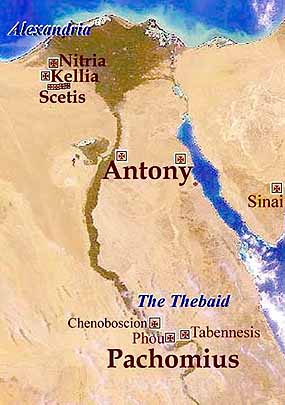 Alexandria
Nitria
Kellia
Scetis
Antony
Sinai
The Thebaid
Chenoboscion
Phou
Tabennesis
Pachomius